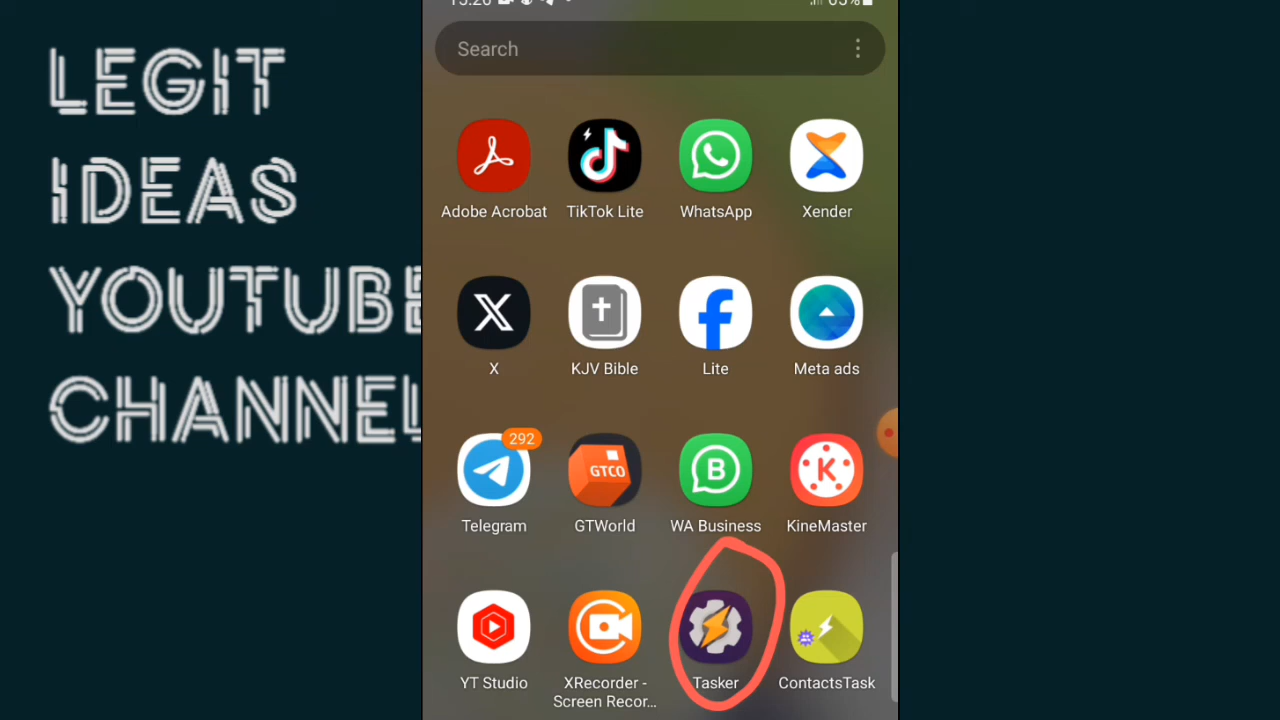 LEGIT
IDEAS
YOUTUBE
CHANNEL
Search
Adobe Acrobat
TikTok Lite
WhatsApp
Xender
X
KJV Bible
Lite
Meta ads
292
GTCO
B
K
Telegram
GTWorld
WA Business
KineMaster
YT Studio
XRecorder -
Screen Recor...
Tasker
ContactsTask